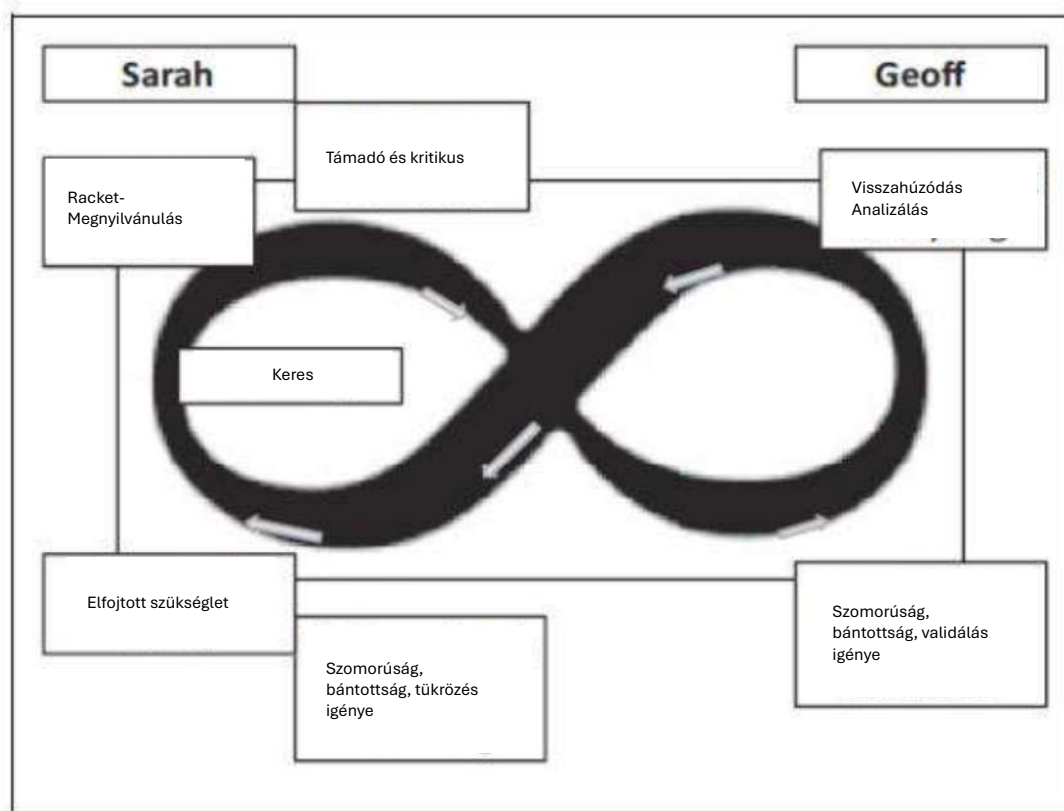 Sarah
Geoff
Támadó és kritikus
Racket-
Megnyilvánulás
Visszahúzódás
Analizálás
Keres
Elfojtott szükséglet
Szomorúság,
bántottság, tükrözés
igénye
Szomorúság,
bántottság, validálás
igénye